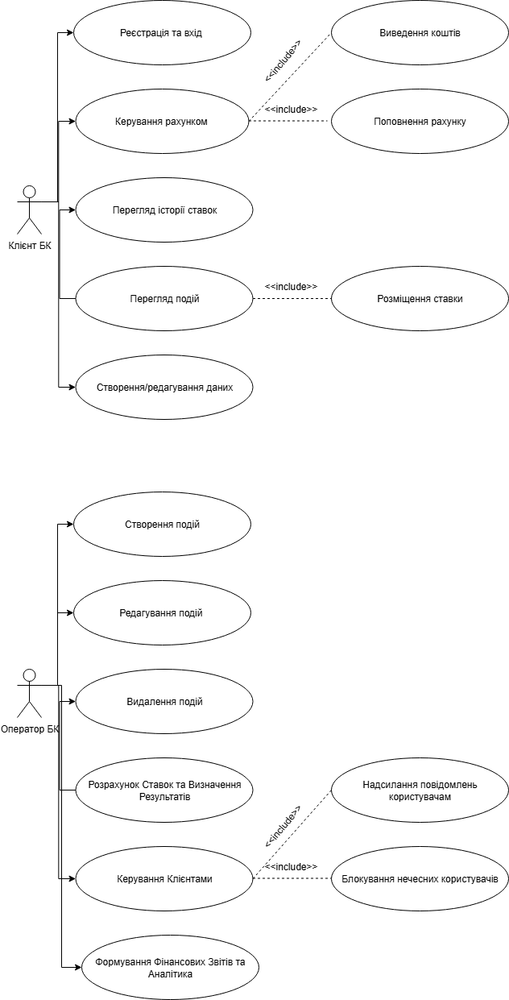 Реєстрація та вхід
<<include>>
Виведення коштів
Керування рахунком
<<include>>
Поповнення рахунку
Клієнт БК
Перегляд історії ставок
Перегляд подій
<<include>>
Розміщення ставки
Створення/редагування даних
Створення подій
Редагування подій
Оператор БК
Видалення подій
Розрахунок Ставок та Визначення
Результатів
<<include>>
Надсилання повідомлень
користувачам
Керування Клієнтами
<<include>>
Блокування нечесних користувачів
Формування Фінансових Звітів та
Аналітика